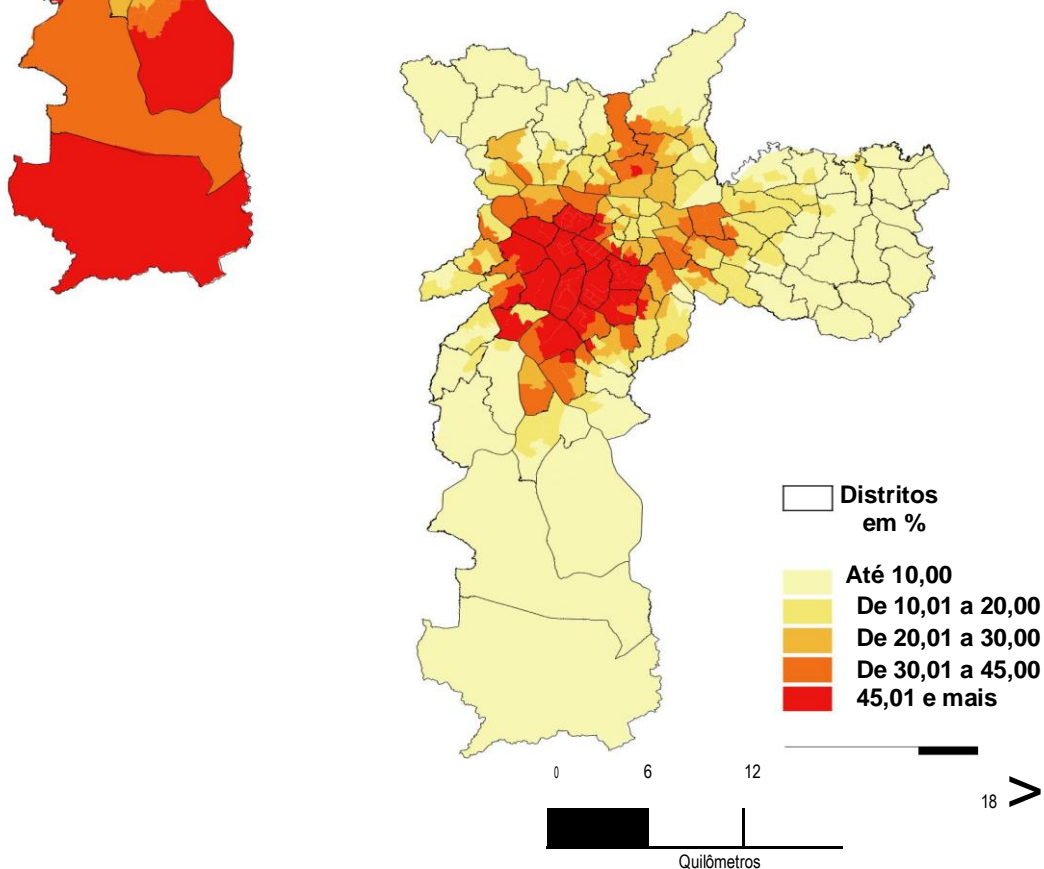 Distritos
em %
Até 10,00
De 10,01 a 20,00
De 20,01 a 30,00
De 30,01 a 45,00
45,01 e mais
0 6 12
18 >
Quilômetros